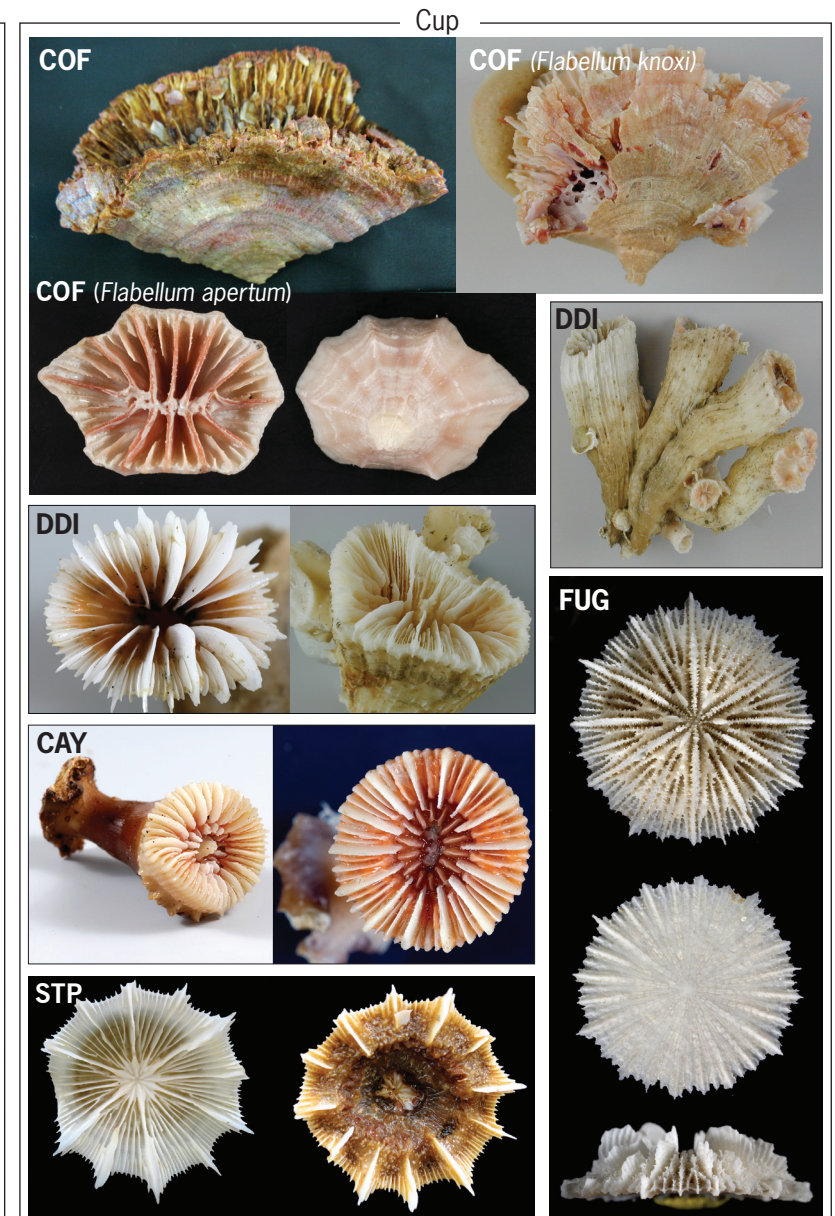 Cup
COF
COF (Flabellum knoxi)
COF (Flabellum apertum)
DDI
DDI
FUG
CAY
STP